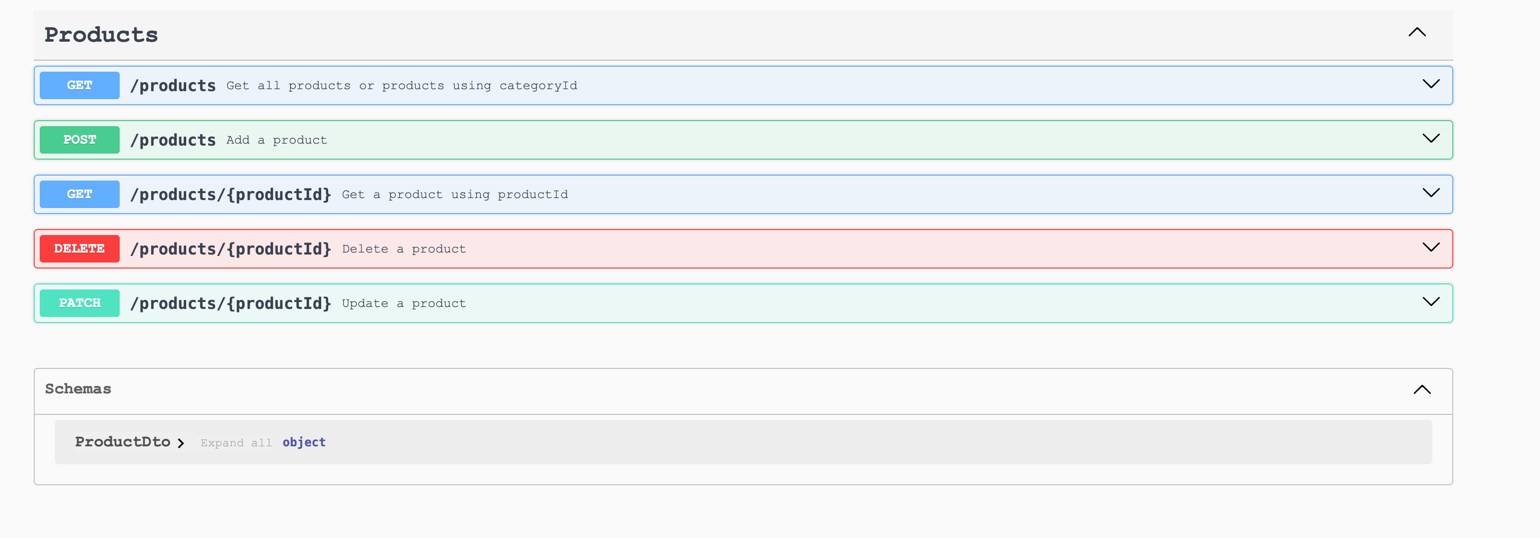 Products
GET /products Get all products or products using categoryId
POST /products Add a product
GET /products/{productId} Get a product using productId
DELETE /products/{productId} Delete a product
PATCH /products/{productId} Update a product
Schemas
ProductDto Expand all object